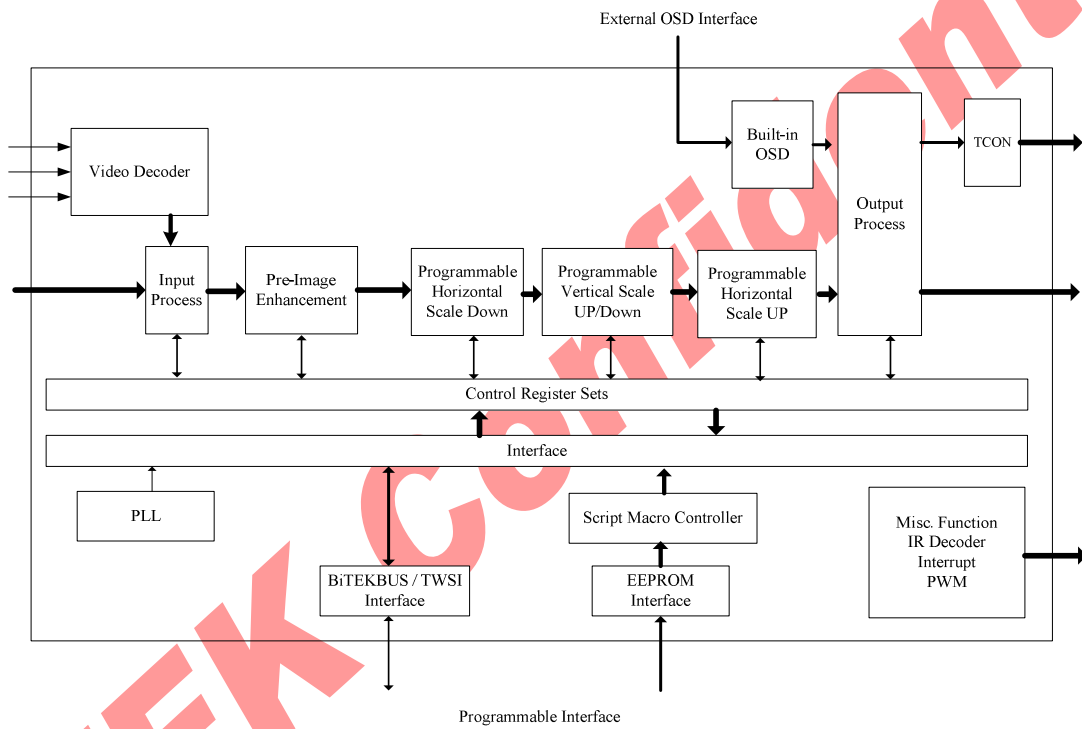 External OSD Interface
Video Decoder
Built-in
OSD
TCON
Output
Process
Input
Process
Pre-Image
Enhancement
Programmable
Horizontal
Scale Down
Programmable
Vertical Scale
UP/Down
Programmable
Horizontal
Scale UP
Control Register Sets
Interface
PLL
Script Macro Controller
Misc. Function
IR Decoder
Interrupt
PWM
BiTEKBUS / TWSI
Interface
EEPROM
Interface
Programmable Interface
TEK Confident